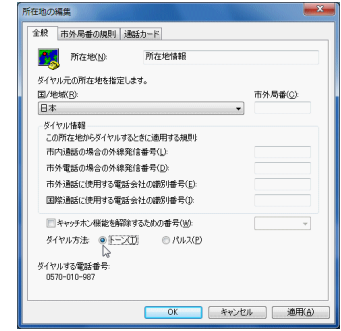 所在地の編集
全般 市外局番の規則 通話カード
所在地(N): 所在地情報
ダイヤル元の所在地を指定します。
国/地域(R): 市外局番(C):
日本
ダイヤル情報
この所在地からダイヤルするときに適用する規則:
市内通話の場合の外線発信番号(L):
市外電話の場合の外線発信番号(D):
市外通話に使用する電話会社の識別番号(E):
国際通話に使用する電話会社の識別番号(I):
キャッチホン機能を解除するための番号(W):
ダイヤル方法: トーン(T) パルス(P)
ダイヤルする電話番号:
0570-010-987
OK キャンセル 適用(A)